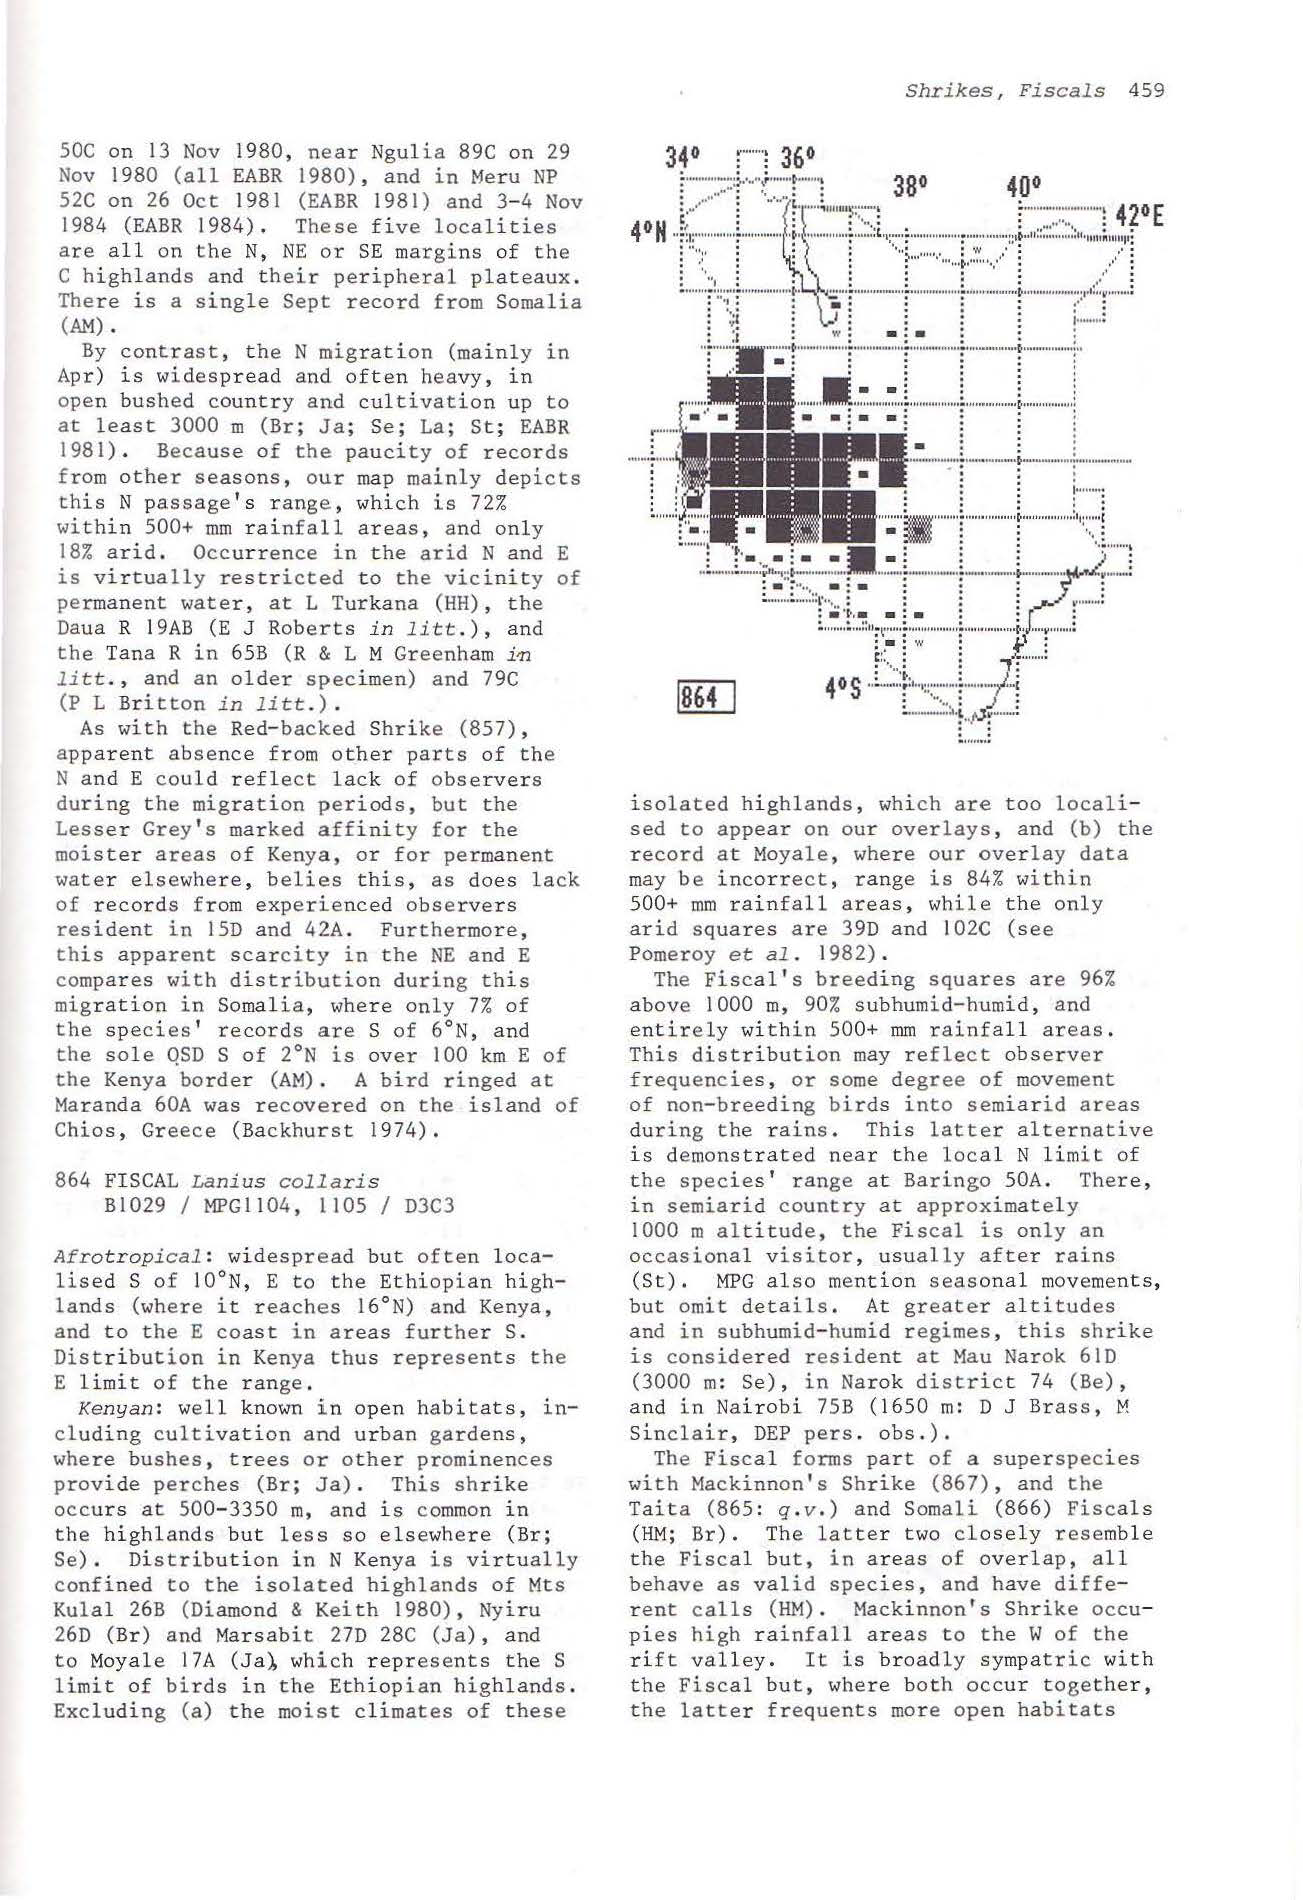 Shrikes, Fiscals 459
50C on 13 Nov 1980, near Ngulia 89C on 29
Nov 1980 (all EABR 1980), and in Meru NP
52C on 26 Oct 1981 (EABR 1981) and 3-4 Nov
1984 (EABR 1984). These five localities
are all on the N, NE or SE margins of the
C highlands and their peripheral plateaux.
There is a single Sept record from Somalia
(AM).
By contrast, the N migration (mainly in
Apr) is widespread and often heavy, in
open bushed country and cultivation up to
at least 3000 m (Br; Ja; Se; La; St; EABR
1981). Because of the paucity of records
from other seasons, our map mainly depicts
this N passage's range, which is 72%
within 500+ mm rainfall areas, and only
18% arid. Occurrence in the arid N and E
is virtually restricted to the vicinity of
permanent water, at L Turkana (HH), the
Daua R 19AB (E J Roberts in litt.), and
the Tana R in 65B (R & L M Greenham in
litt., and an older specimen) and 79C
(P L Britton in litt.).
As with the Red-backed Shrike (857),
apparent absence from other parts of the
N and E could reflect lack of observers
during the migration periods, but the
Lesser Grey's marked affinity for the
moister areas of Kenya, or for permanent
water elsewhere, belies this, as does lack
of records from experienced observers
resident in 15D and 42A. Furthermore,
this apparent scarcity in the NE and E
compares with distribution during this
migration in Somalia, where only 7% of
the species' records are S of 6°N, and
the sole QSD S of 2°N is over 100 km E of
the Kenya border (AM). A bird ringed at
Maranda 60A was recovered on the island of
Chios, Greece (Backhurst 1974).
864 FISCAL Lanius collaris
B1029 / MPG1104, 1105 / D3C3
Afrotropical: widespread but often loca-
lised S of 10°N, E to the Ethiopian high-
lands (where it reaches 16°N) and Kenya,
and to the E coast in areas further S.
Distribution in Kenya thus represents the
E limit of the range.
Kenyan: well known in open habitats, in-
cluding cultivation and urban gardens,
where bushes, trees or other prominences
provide perches (Br; Ja). This shrike
occurs at 500-3350 m, and is common in
the highlands but less so elsewhere (Br;
Se). Distribution in N Kenya is virtually
confined to the isolated highlands of Mts
Kulal 26B (Diamond & Keith 1980), Nyiru
26D (Br) and Marsabit 27D 28C (Ja), and
to Moyale 17A (Ja), which represents the S
limit of birds in the Ethiopian highlands.
Excluding (a) the moist climates of these
34° 36°
38° 40°
42°E
4°N
w
w
w
4°S
864
isolated highlands, which are too locali-
sed to appear on our overlays, and (b) the
record at Moyale, where our overlay data
may be incorrect, range is 84% within
500+ mm rainfall areas, while the only
arid squares are 39D and 102C (see
Pomeroy et al. 1982).
The Fiscal's breeding squares are 96%
above 1000 m, 90% subhumid-humid, and
entirely within 500+ mm rainfall areas.
This distribution may reflect observer
frequencies, or some degree of movement
of non-breeding birds into semiarid areas
during the rains. This latter alternative
is demonstrated near the local N limit of
the species' range at Baringo 50A. There,
in semiarid country at approximately
1000 m altitude, the Fiscal is only an
occasional visitor, usually after rains
(St). MPG also mention seasonal movements,
but omit details. At greater altitudes
and in subhumid-humid regimes, this shrike
is considered resident at Mau Narok 61D
(3000 m: Se), in Narok district 74 (Be),
and in Nairobi 75B (1650 m: D J Brass, M
Sinclair, DEP pers. obs.).
The Fiscal forms part of a superspecies
with Mackinnon's Shrike (867), and the
Taita (865: q.v.) and Somali (866) Fiscals
(HM; Br). The latter two closely resemble
the Fiscal but, in areas of overlap, all
behave as valid species, and have diffe-
rent calls (HM). Mackinnon's Shrike occu-
pies high rainfall areas to the W of the
rift valley. It is broadly sympatric with
the Fiscal but, where both occur together,
the latter frequents more open habitats